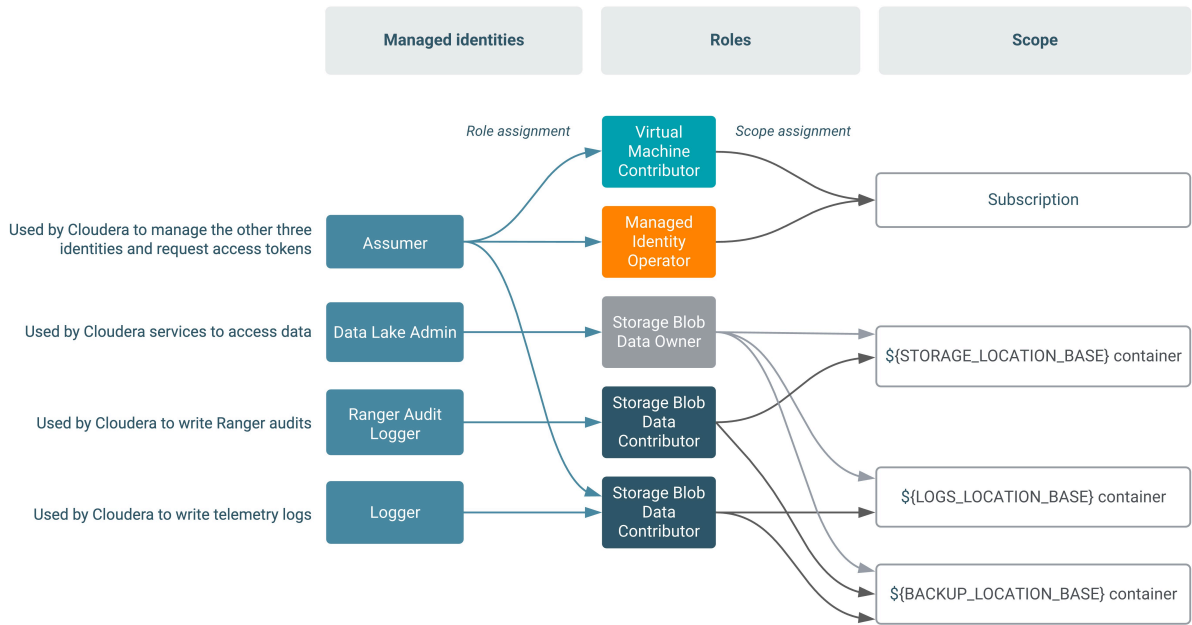 Managed identities
Roles
Scope
Role assignment
Scope assignment
Virtual
Machine
Contributor
Subscription
Used by Cloudera to manage the other three
identities and request access tokens
Assumer
Managed
Identity
Operator
Used by Cloudera services to access data
Data Lake Admin
Storage Blob
Data Owner
${STORAGE_LOCATION_BASE} container
Used by Cloudera to write Ranger audits
Ranger Audit
Logger
Storage Blob
Data
Contributor
${LOGS_LOCATION_BASE} container
Used by Cloudera to write telemetry logs
Logger
Storage Blob
Data
Contributor
${BACKUP_LOCATION_BASE} container